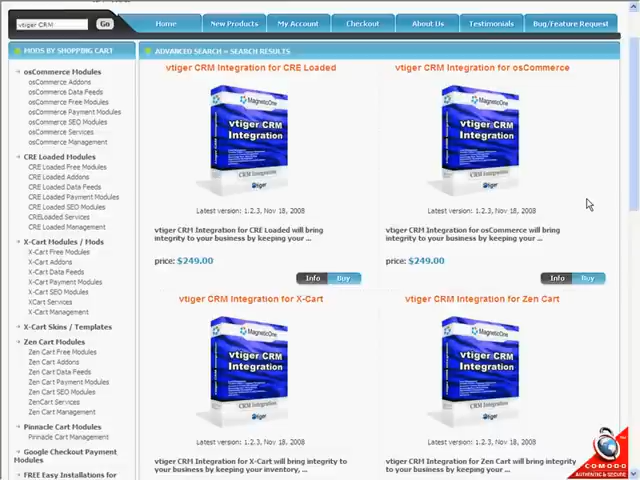 vtiger CRM
Go
Home
New Products
My Account
Checkout
About Us
Testimonials
Bug/Feature Request
MODS BY SHOPPING CART
osCommerce Modules
osCommerce Addons
osCommerce Data Feeds
osCommerce Free Modules
osCommerce Payment Modules
osCommerce SEO Modules
osCommerce Services
osCommerce Management
CRE Loaded Modules
CRE Loaded Free Modules
CRE Loaded Addons
CRE Loaded Data Feeds
CRE Loaded Payment Modules
CRE Loaded SEO Modules
CRELoaded Services
CRE Loaded Management
X-Cart Modules / Mods
X-Cart Free Modules
X-Cart Addons
X-Cart Data Feeds
X-Cart Payment Modules
X-Cart SEO Modules
XCart Services
X-Cart Management
X-Cart Skins / Templates
Zen Cart Modules
Zen Cart Free Modules
Zen Cart Addons
Zen Cart Data Feeds
Zen Cart Payment Modules
Zen Cart SEO Modules
ZenCart Services
Zen Cart Management
Pinnacle Cart Modules
Pinnacle Cart Management
Google Checkout Payment
Modules
FREE Easy Installations for
ADVANCED SEARCH » SEARCH RESULTS
vtiger CRM Integration for CRE Loaded
MagneticOne
vtiger CRM
Integration
vtiger
Latest version: 1.2.3, Nov 18, 2008
vtiger CRM Integration for CRE Loaded will bring
integrity to your business by keeping your ...
price: $249.00
Info
Buy
vtiger CRM Integration for osCommerce
MagneticOne
vtiger CRM
Integration
vtiger
Latest version: 1.2.3, Nov 18, 2008
vtiger CRM Integration for osCommerce will bring
integrity to your business by keeping your ...
price: $249.00
Info
Buy
vtiger CRM Integration for X-Cart
MagneticOne
vtiger CRM
Integration
vtiger
Latest version: 1.2.3, Nov 18, 2008
vtiger CRM Integration for X-Cart will bring integrity to
your business by keeping your inventory, ...
vtiger CRM Integration for Zen Cart
MagneticOne
vtiger CRM
Integration
vtiger
Latest version: 1.2.3, Nov 18, 2008
vtiger CRM Integration for Zen Cart will bring integrity
to your business by keeping your ...
COMODO
AUTHENTIC & SECURE